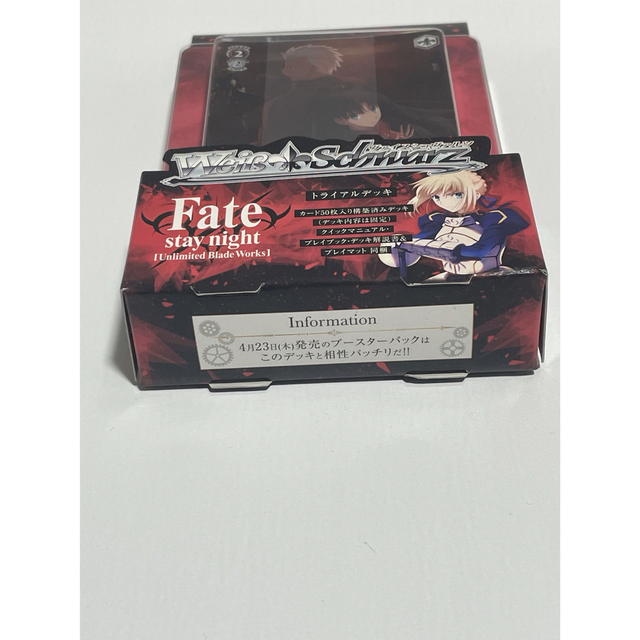 2
ヴァイスシュヴァルツ
Weiß Schwarz
Fate
stay night
[Unlimited Blade Works]
トライアルデッキ
カード50枚入り構築済みデッキ
(デッキ内容は固定)
クイックマニュアル・
プレイブック・デッキ解説書&
プレイマット 同梱
Information
4月23日(木)発売のブースターパックは
このデッキと相性バッチリだ!!